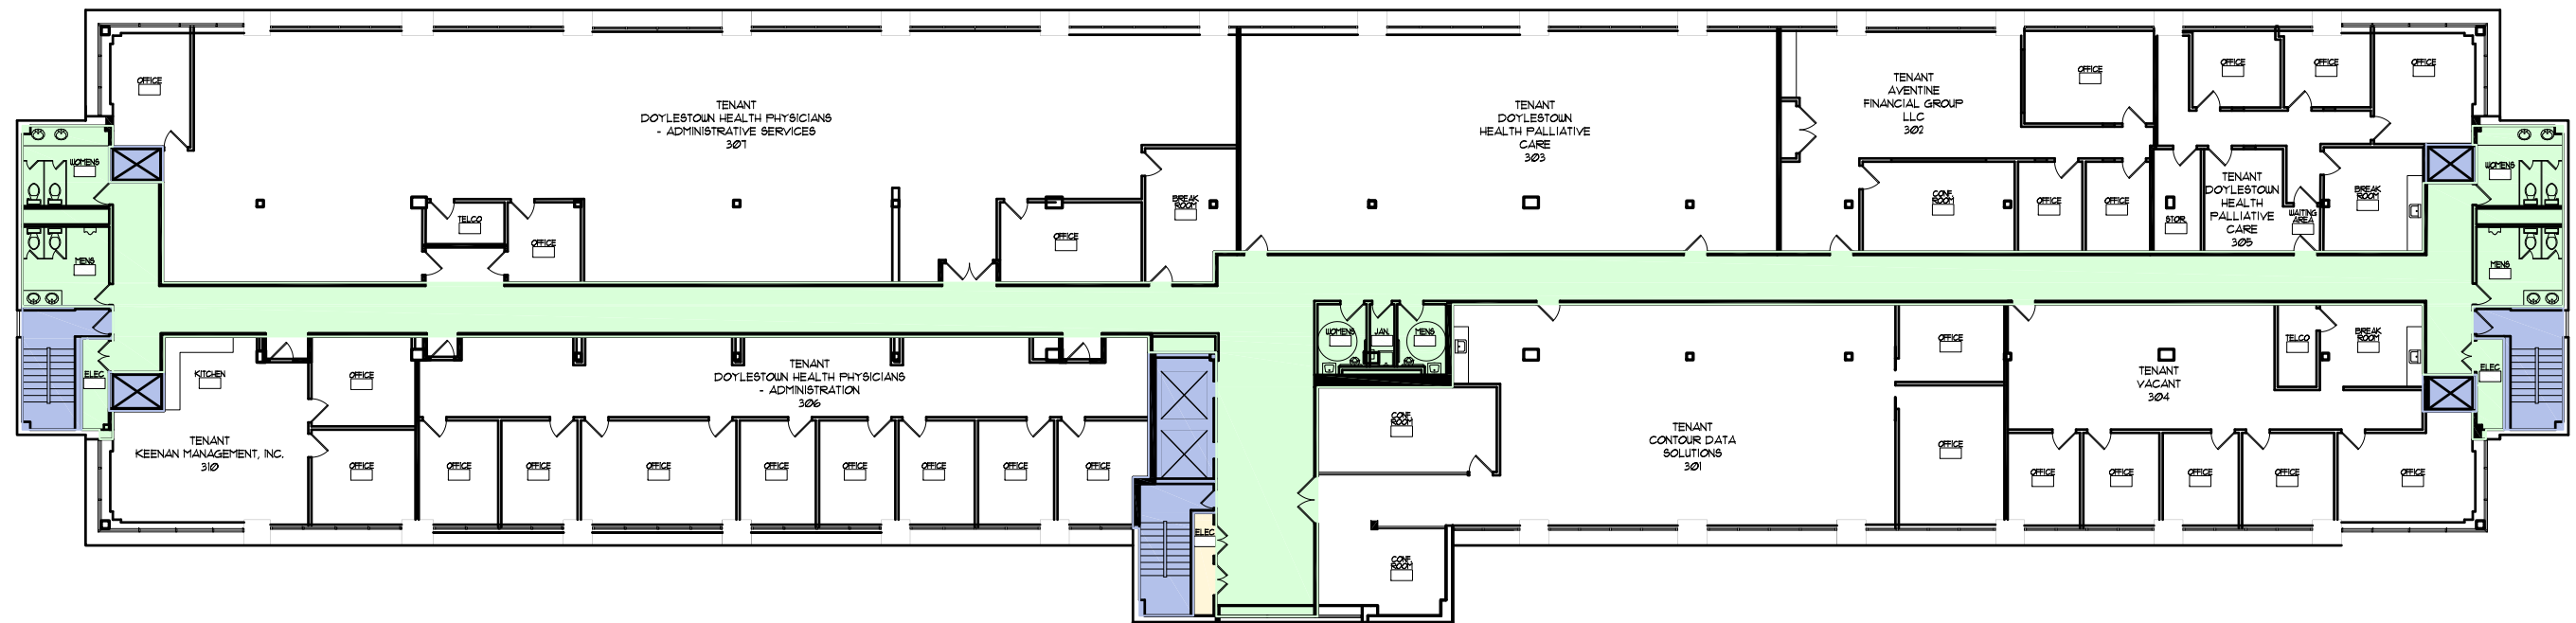 OFFICE
TENANT
DOYLESTOWN HEALTH PHYSICIANS
- ADMINISTRATIVE SERVICES
307
WOMENS
MENS
TELCO
OFFICE
OFFICE
BREAK
ROOM
TENANT
DOYLESTOWN
HEALTH PALLIATIVE
CARE
303
TENANT
AVENTINE
FINANCIAL GROUP
LLC
302
OFFICE
CONF.
ROOM
OFFICE
OFFICE
OFFICE
OFFICE
OFFICE
STOR.
TENANT
DOYLESTOWN
HEALTH
PALLIATIVE
CARE
305
WAITING
AREA
BREAK
ROOM
WOMENS
MENS
ELEC
KITCHEN
TENANT
KEENAN MANAGEMENT, INC.
310
OFFICE
OFFICE
TENANT
DOYLESTOWN HEALTH PHYSICIANS
- ADMINISTRATION
306
OFFICE
OFFICE
OFFICE
OFFICE
OFFICE
OFFICE
OFFICE
OFFICE
ELEC
WOMENS
JAN.
MENS
CONF.
ROOM
CONF.
ROOM
TENANT
CONTOUR DATA
SOLUTIONS
301
OFFICE
OFFICE
TENANT
VACANT
304
TELCO
BREAK
ROOM
ELEC
OFFICE
OFFICE
OFFICE
OFFICE
OFFICE